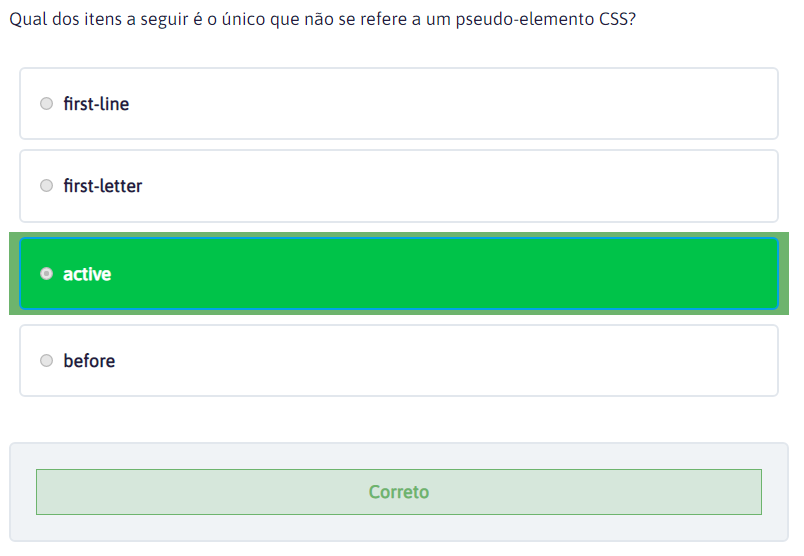 Qual dos itens a seguir é o único que não se refere a um pseudo-elemento CSS?
first-line
first-letter
active
before
Correto